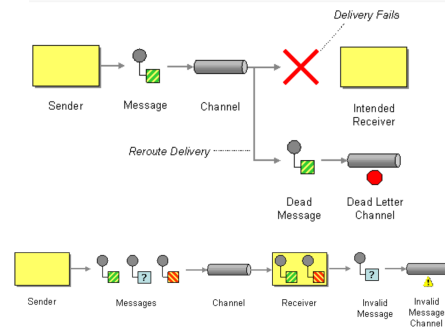 Delivery Fails
Sender
Message
Channel
Intended
Receiver
Reroute Delivery
Dead
Message
Dead Letter
Channel
?
?
Sender
Messages
Channel
Receiver
Invalid
Message
Invalid
Message
Channel